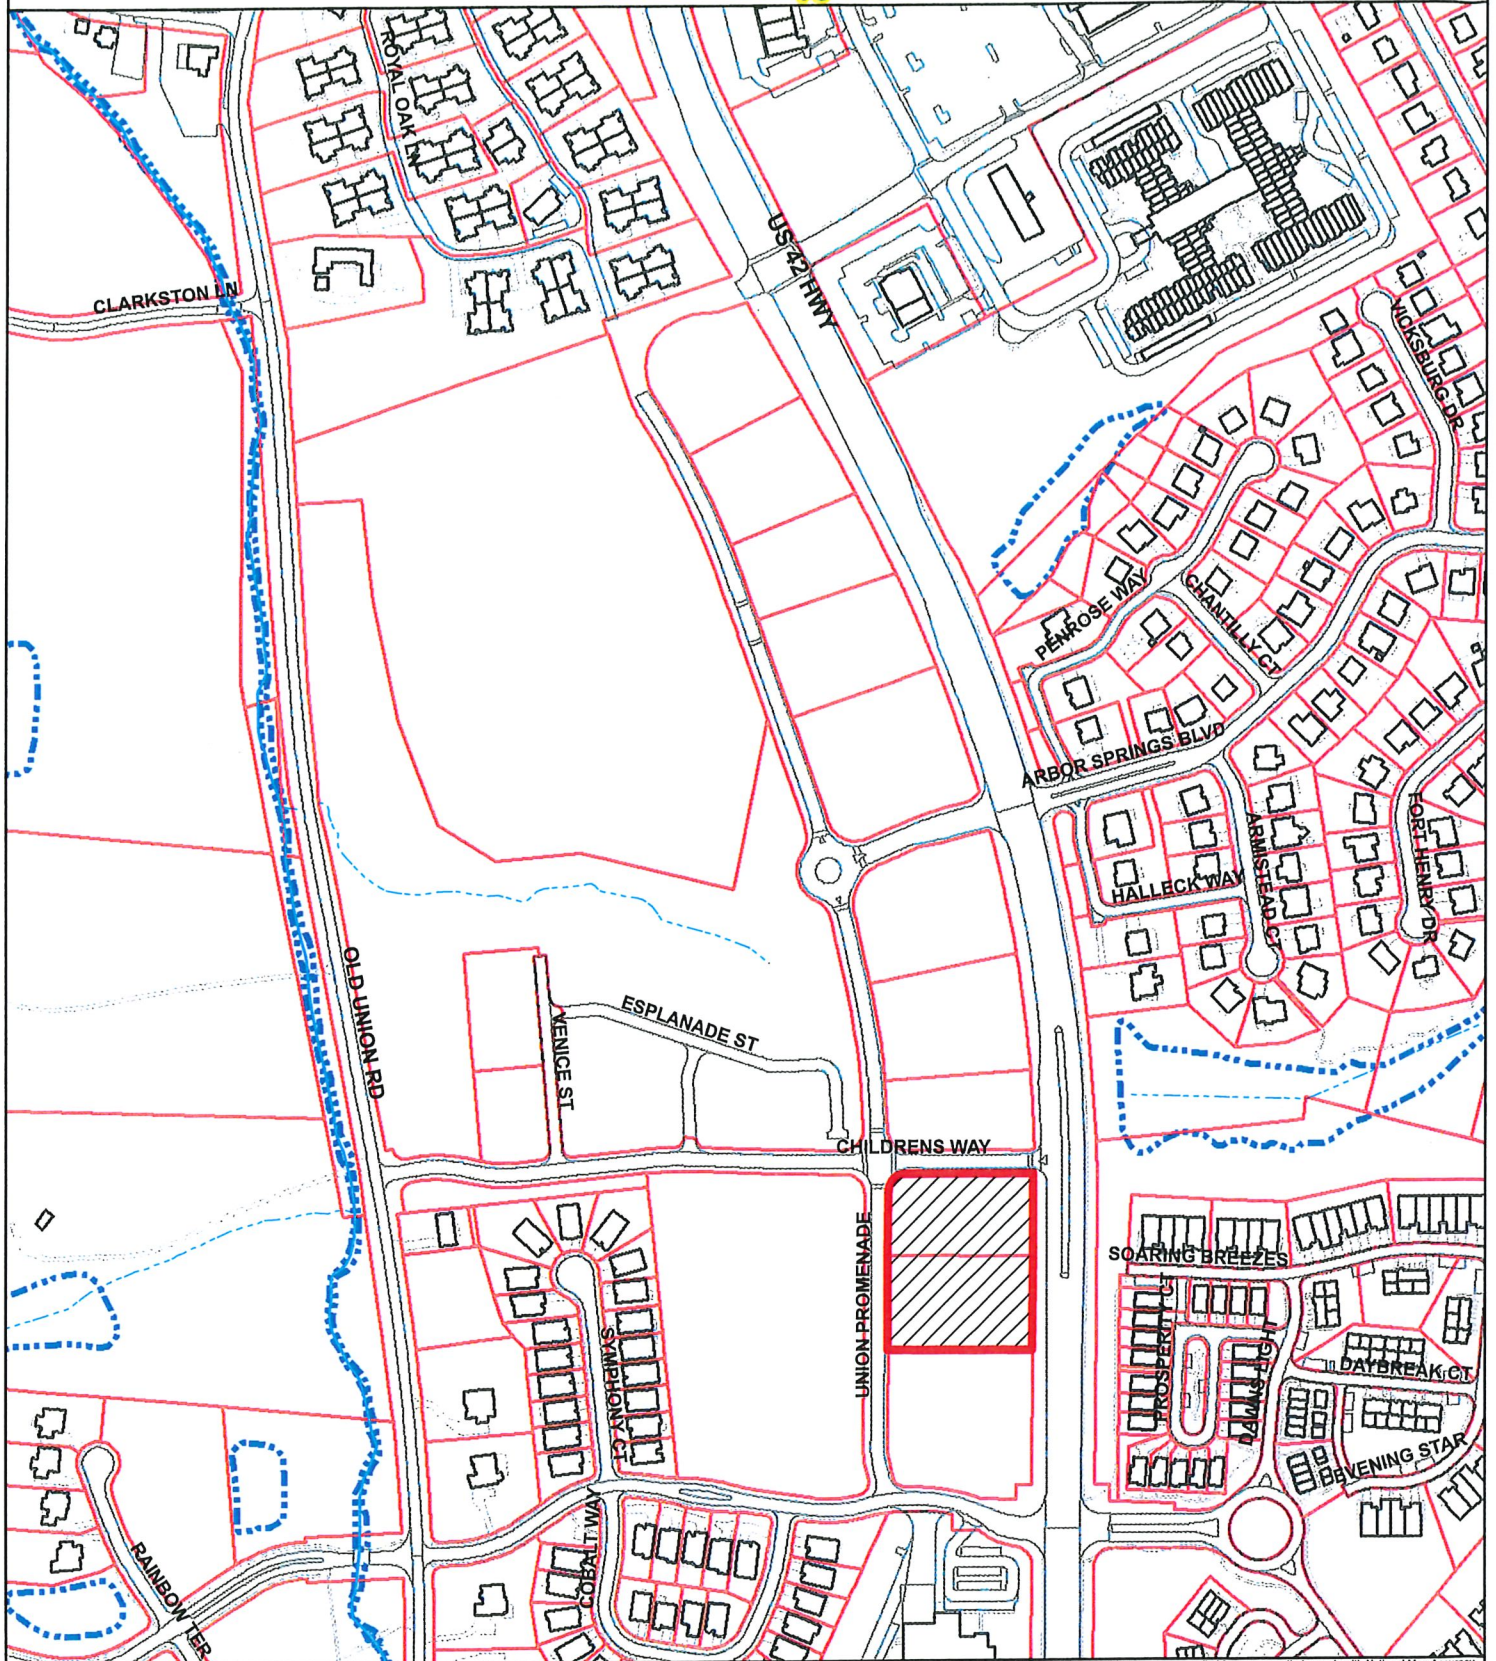 ROYAL OAK LN
US 42 HWY
CLARKSTON LN
VICKSBURG DR
PENROSE WAY
CHANTILLY CT
ARBOR SPRINGS BLVD
HALLECK WAY
ARMISTEAD CT
FORT HENRY DR
OLD UNION RD
ESPLANADE ST
VENICE ST
CHILDRENS WAY
UNION PROMENADE
SOARING BREEZES
PROSPERITY CT
DAWNS LIGHT
DAYBREAK CT
EVENING STAR
SYMPHONY CT
COBALT WAY
RAINBOW TER